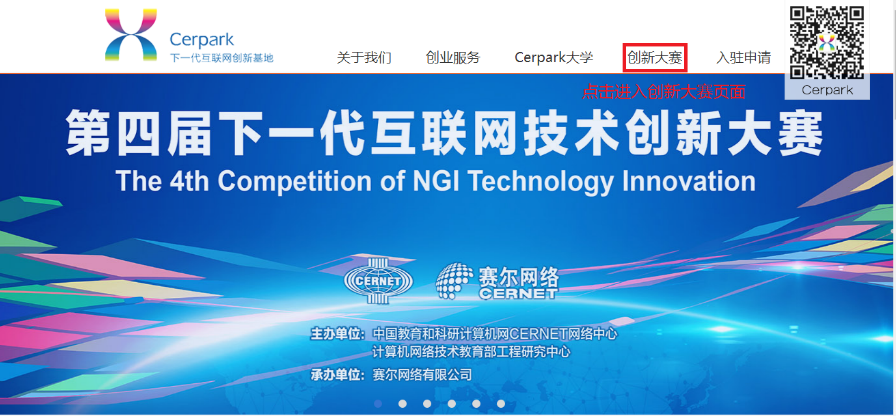 Cerpark
下一代互联网创新基地
关于我们 创业服务 Cerpark大学 创新大赛 入驻申请
Cerpark
点击进入创新大赛页面
第四届下一代互联网技术创新大赛
The 4th Competition of NGI Technology Innovation
CERNET 赛尔网络
CERNET
主办单位：中国教育和科研计算机网CERNET网络中心
计算机网络技术教育部工程研究中心
承办单位：赛尔网络有限公司